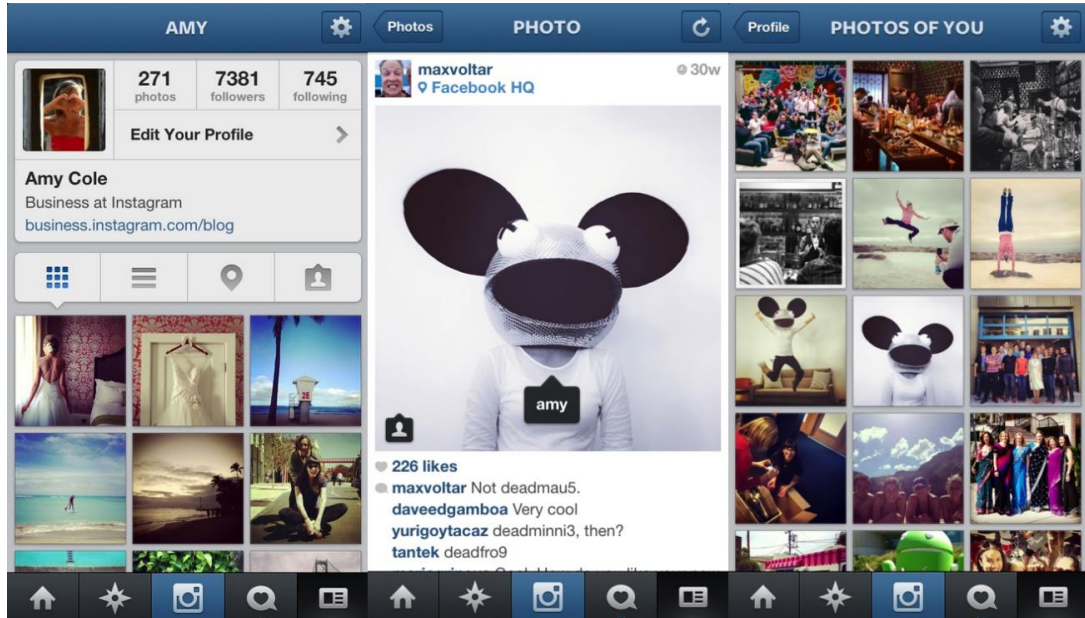 AMY
271
photos
7381
followers
745
following
Edit Your Profile
Amy Cole
Business at Instagram
business.instagram.com/blog
Photos
PHOTO
maxvoltar
30w
Facebook HQ
amy
226 likes
maxvoltar Not deadmau5.
daveedgamboa Very cool
yurigoytacaz deadminni3, then?
tantek deadfro9
Profile
PHOTOS OF YOU
2E